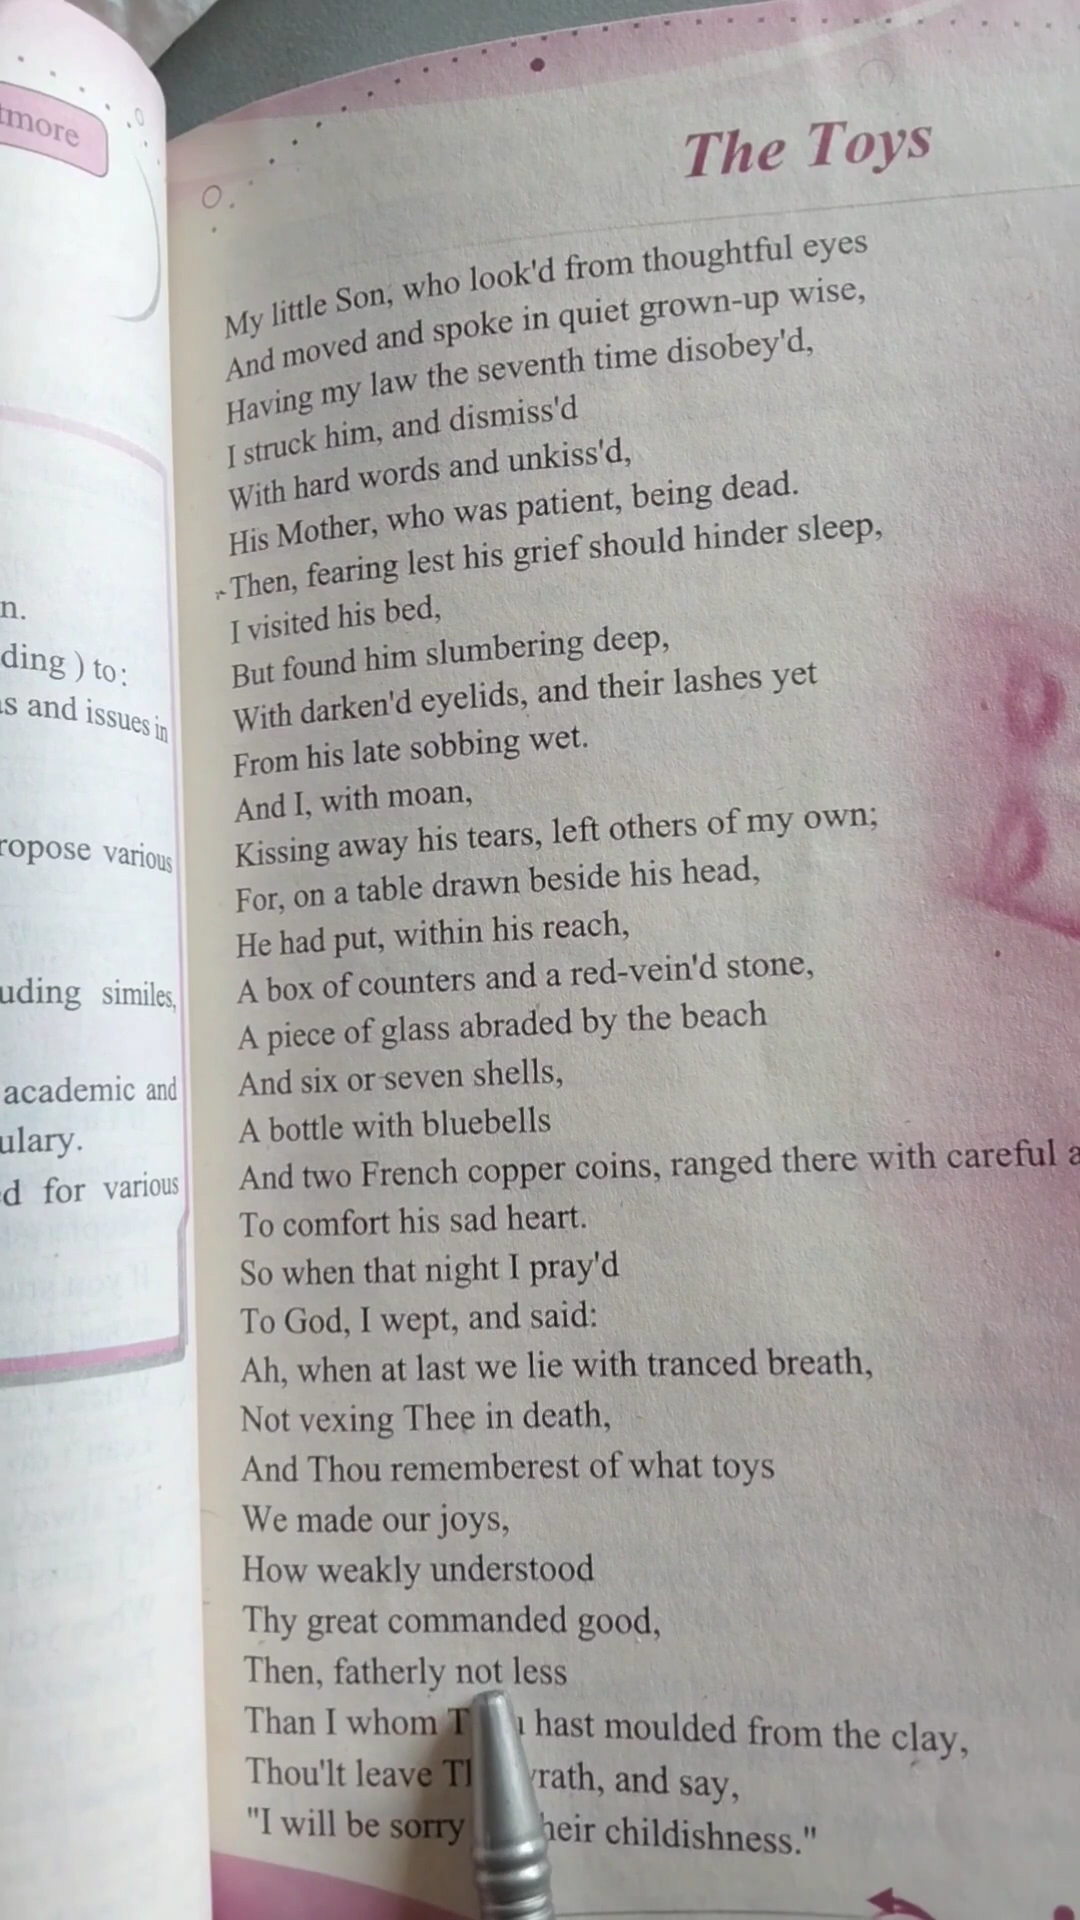 tmore
n.
ding ) to:
s and issues in
ropose various
uding similes,
academic and
ulary.
d for various
The Toys
My little Son, who look'd from thoughtful eyes
And moved and spoke in quiet grown-up wise,
Having my law the seventh time disobey'd,
I struck him, and dismiss'd
With hard words and unkiss'd,
His Mother, who was patient, being dead.
Then, fearing lest his grief should hinder sleep,
I visited his bed,
But found him slumbering deep,
With darken'd eyelids, and their lashes yet
From his late sobbing wet.
And I, with moan,
Kissing away his tears, left others of my own;
For, on a table drawn beside his head,
He had put, within his reach,
A box of counters and a red-vein'd stone,
A piece of glass abraded by the beach
And six or seven shells,
A bottle with bluebells
And two French copper coins, ranged there with careful a
To comfort his sad heart.
So when that night I pray'd
To God, I wept, and said:
Ah, when at last we lie with tranced breath,
Not vexing Thee in death,
And Thou rememberest of what toys
We made our joys,
How weakly understood
Thy great commanded good,
Then, fatherly not less
Than I whom hast moulded from the clay,
Thou'lt leave and say,
"I will be sorry childishness."